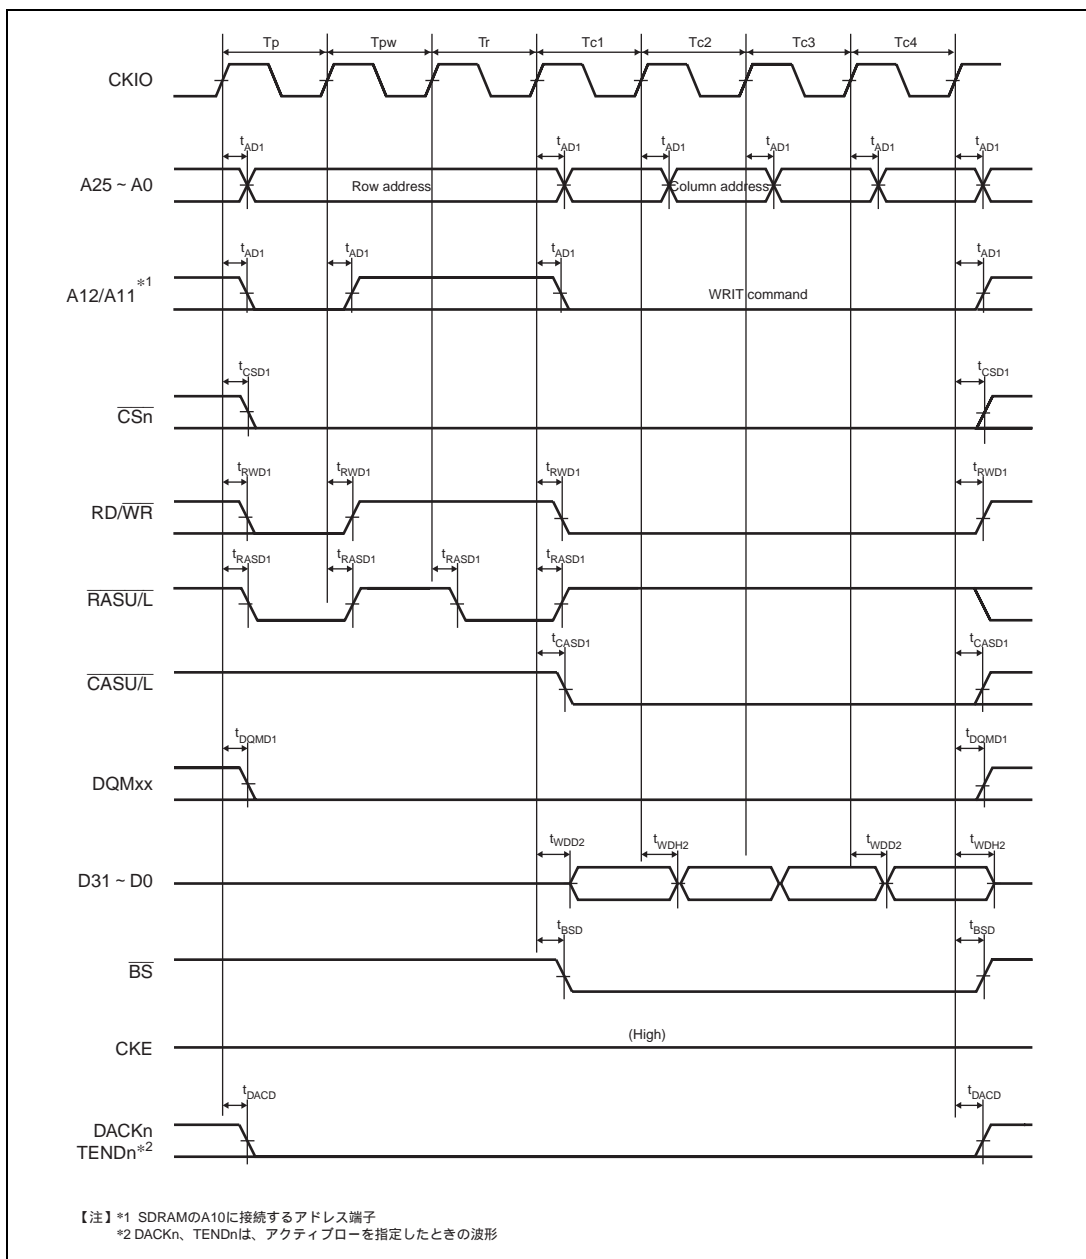 Tp Tpw Tr Tc1 Tc2 Tc3 Tc4
CKIO
tAD1 tAD1 tAD1 tAD1 tAD1 tAD1
A25 ~ A0 Row address Column address
tAD1 tAD1 tAD1 tAD1
A12/A11*1 WRIT command
tCSD1 tCSD1
CSn
tRWD1 tRWD1 tRWD1 tRWD1
RD/WR
tRASD1 tRASD1 tRASD1 tRASD1
RASU/L
tCASD1 tCASD1
CASU/L
tDQMD1 tDQMD1
DQMxx
tWDD2 tWDH2 tWDD2 tWDH2
D31 ~ D0
tBSD tBSD
BS
(High)
CKE
tDACD tDACD
DACKn
TENDn*2
【注】*1 SDRAMのA10に接続するアドレス端子
*2 DACKn、TENDnは、アクティブローを指定したときの波形